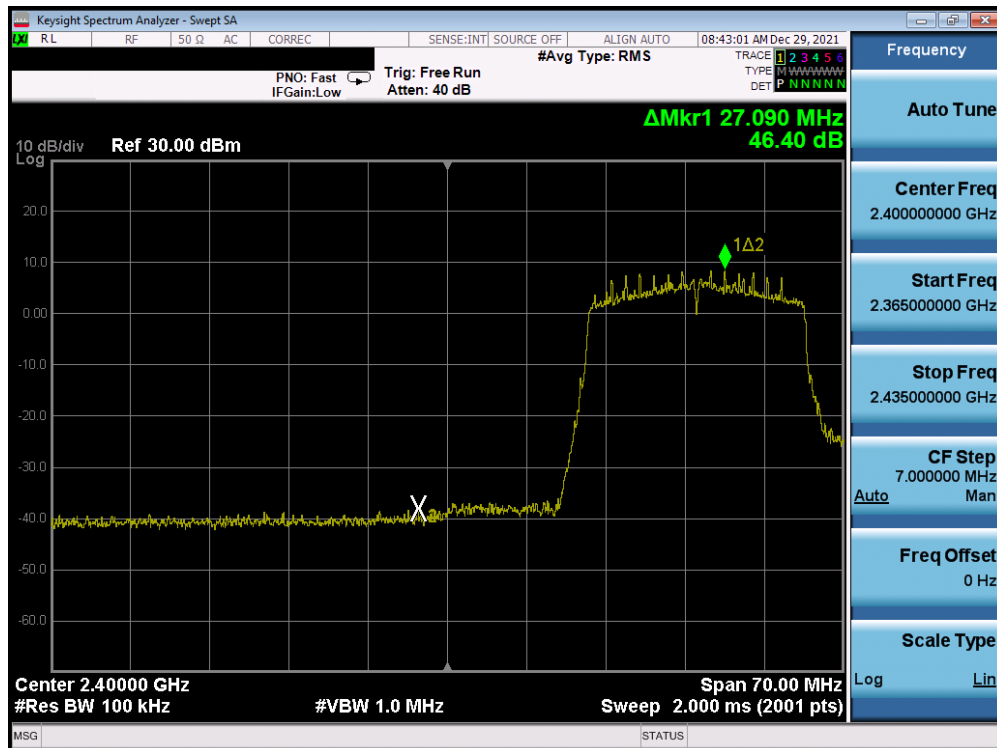 Keysight Spectrum Analyzer - Swept SA
LXI RL RF 50 Ω AC CORREC SENSE:INT SOURCE OFF ALIGN AUTO 08:43:01 AM Dec 29, 2021
#Avg Type: RMS
TRACE 1 2 3 4 5 6
PNO: Fast Trig: Free Run
TYPE M WWWWW
IFGain:Low Atten: 40 dB
DET P N N N N N
ΔMkr1 27.090 MHz
46.40 dB
10 dB/div Ref 30.00 dBm
Log
20.0
10.0
1Δ2
0.00
-10.0
-20.0
-30.0
-40.0
2
-50.0
-60.0
Center 2.40000 GHz Span 70.00 MHz
#Res BW 100 kHz #VBW 1.0 MHz Sweep 2.000 ms (2001 pts)
MSG STATUS
Frequency
Auto Tune
Center Freq
2.400000000 GHz
Start Freq
2.365000000 GHz
Stop Freq
2.435000000 GHz
CF Step
7.000000 MHz
Auto Man
Freq Offset
0 Hz
Scale Type
Log Lin